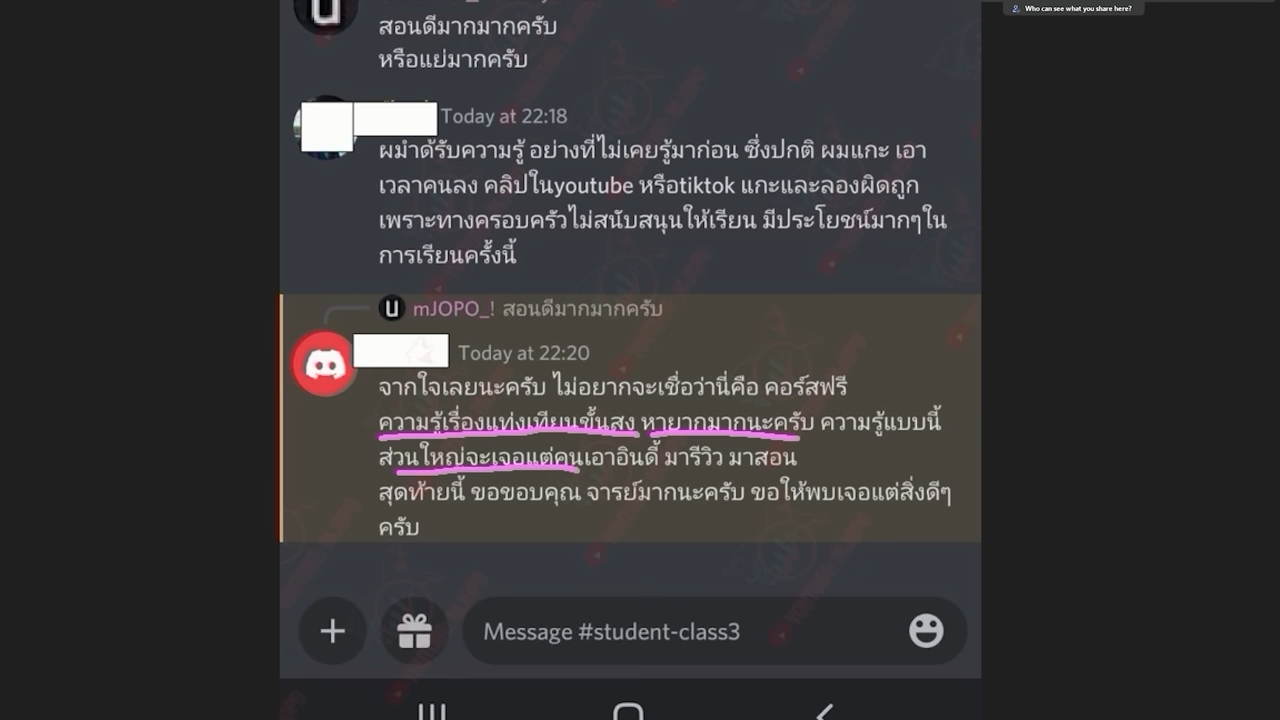 Who can see what you share here?
สอนดีมากมากครับ
หรือแย่มากครับ
Today at 22:18
ผมำด้รับความรู้ อย่างที่ไม่เคยรู้มาก่อน ซึ่งปกติ ผมแกะ เอา
เวลาคนลง คลิปในyoutube หรือtiktok แกะและลองผิดถูก
เพราะทางครอบครัวไม่สนับสนุนให้เรียน มีประโยชน์มากๆใน
การเรียนครั้งนี้
mJOPO_! สอนดีมากมากครับ
Today at 22:20
จากใจเลยนะครับ ไม่อยากจะเชื่อว่านี่คือ คอร์สฟรี
ความรู้เรื่องแท่งเทียนขั้นสูง หายากมากนะครับ ความรู้แบบนี้
ส่วนใหญ่จะเจอแต่คนเอาอินดี้ มารีวิว มาสอน
สุดท้ายนี้ ขอขอบคุณ จารย์มากนะครับ ขอให้พบเจอแต่สิ่งดีๆ
ครับ
Message #student-class3